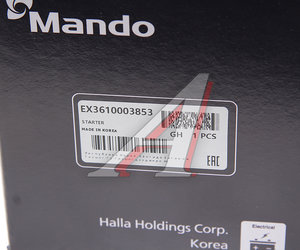 Mando
EX3610003853
STARTER
MADE IN KOREA
GH 1 PCS
EAC
Halla Holdings Corp.
Korea
Electrical